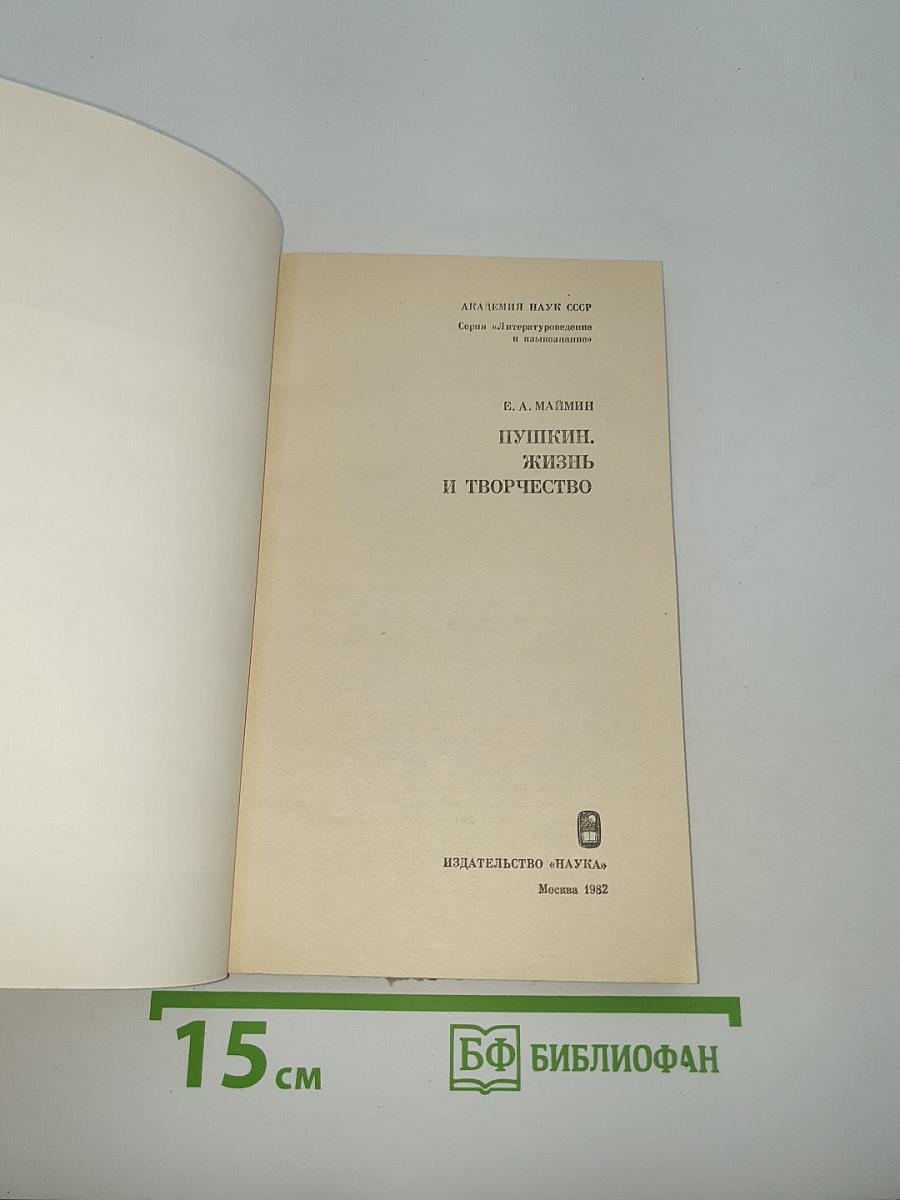 АКАДЕМИЯ НАУК СССР
Серия «Литературоведение
и языкознание»
Е. А. МАЙМИН
ПУШКИН.
ЖИЗНЬ
И ТВОРЧЕСТВО
ИЗДАТЕЛЬСТВО «НАУКА»
Москва 1982
15 см
БФ БИБЛИОФАН